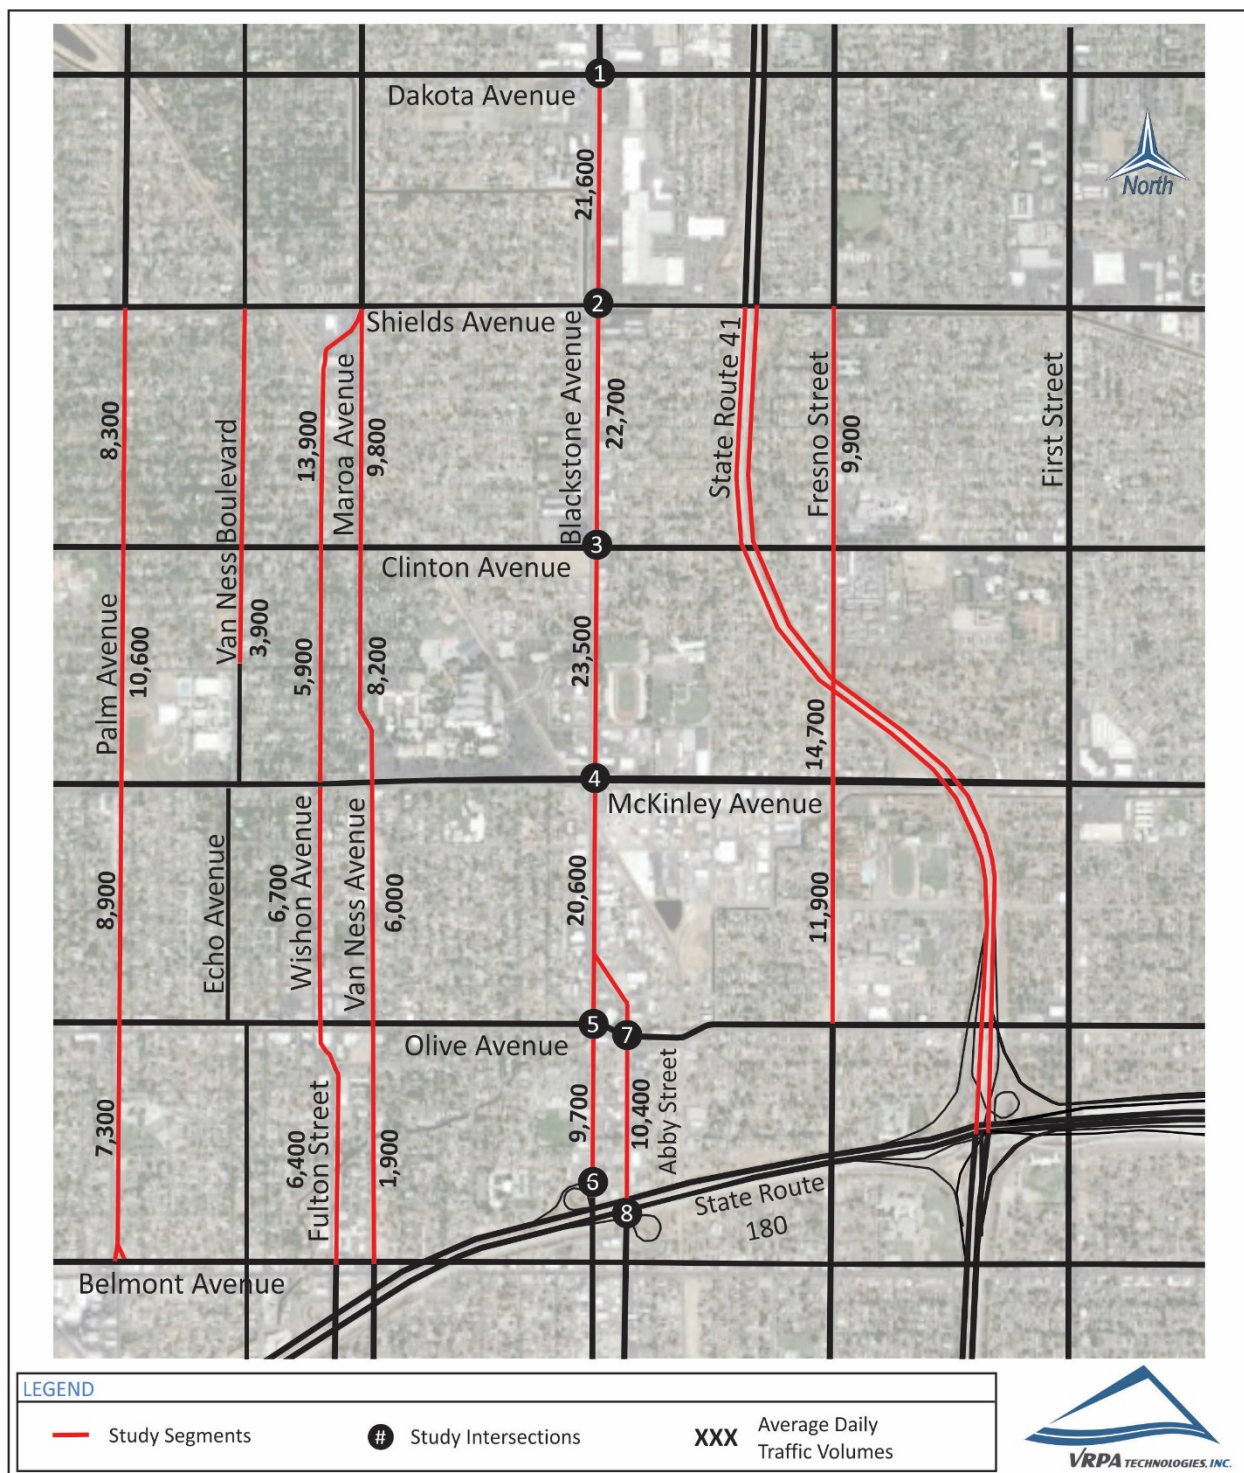 1
Dakota Avenue
21,600
North
2
Shields Avenue
8,300
Van Ness Boulevard
13,900
Maroa Avenue
9,800
Blackstone Avenue
22,700
State Route 41
Fresno Street
9,900
First Street
3
Clinton Avenue
Palm Avenue
10,600
3,900
5,900
8,200
23,500
14,700
4
McKinley Avenue
8,900
Echo Avenue
6,700
Wishon Avenue
Van Ness Avenue
6,000
20,600
11,900
5
7
Olive Avenue
7,300
6,400
Fulton Street
1,900
9,700
10,400
Abby Street
6
8
State Route
180
Belmont Avenue
LEGEND
Study Segments
# Study Intersections
XXX Average Daily
Traffic Volumes
VRPA TECHNOLOGIES, INC.